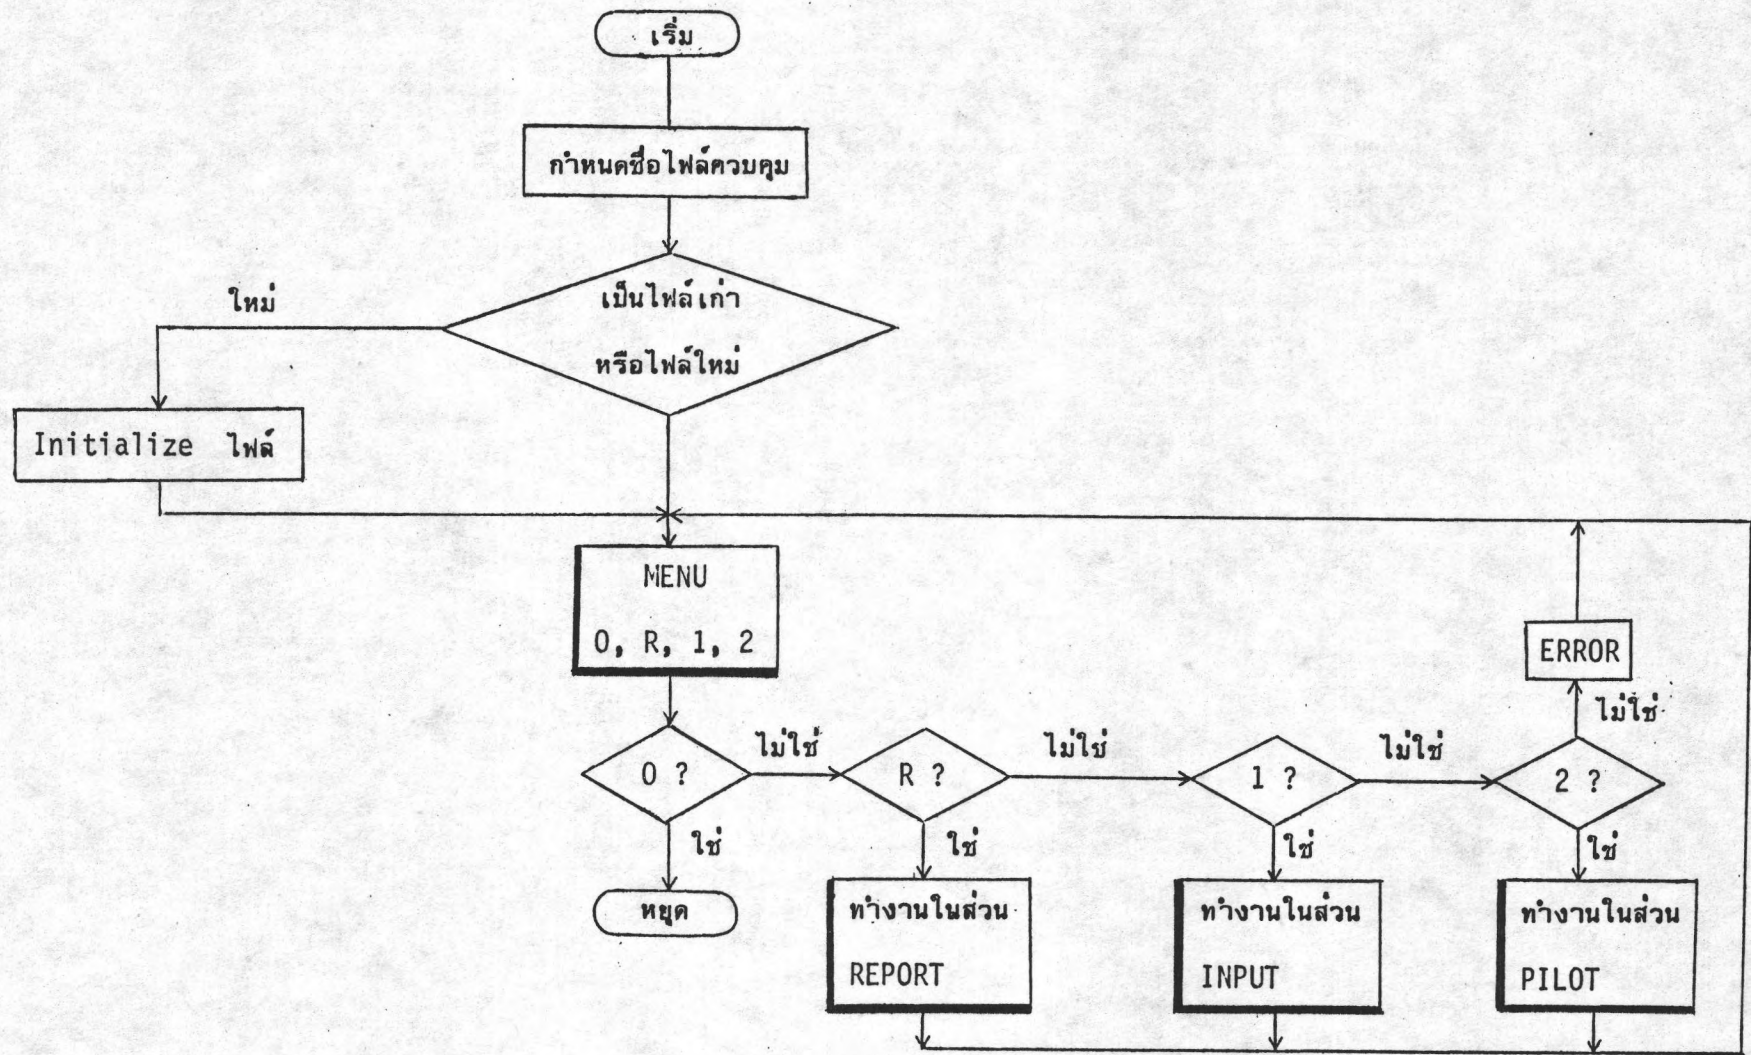 เริ่ม
กำหนดชื่อไฟล์ควบคุม
เป็นไฟล์เก่า
หรือไฟล์ใหม่
ใหม่
Initialize ไฟล์
MENU
0, R, 1, 2
0 ?
ไม่ใช่
R ?
ไม่ใช่
1 ?
ไม่ใช่
2 ?
ไม่ใช่
ERROR
ใช่
ใช่
ใช่
ใช่
หยุด
ทำงานในส่วน
REPORT
ทำงานในส่วน
INPUT
ทำงานในส่วน
PILOT